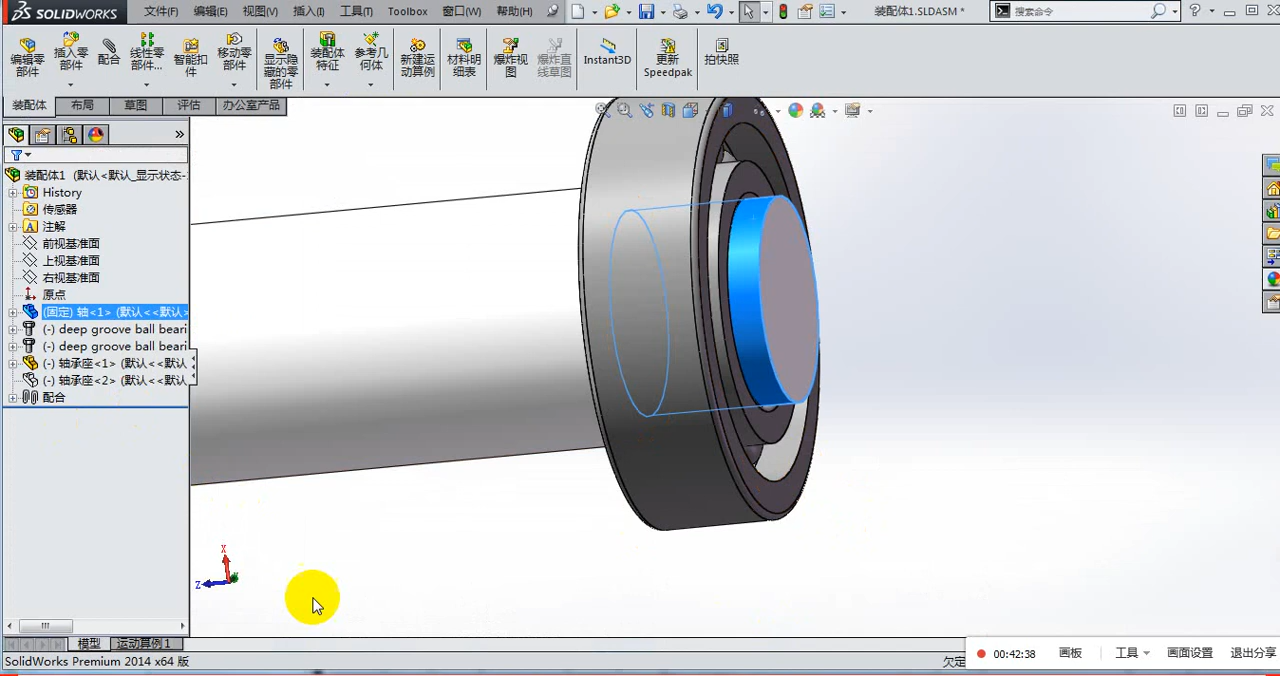 SOLIDWORKS 文件(F) 编辑(E) 视图(V) 插入(I) 工具(T) Toolbox 窗口(W) 帮助(H) 装配体1.SLDASM * 搜索命令
编辑零部件 插入零部件 配合 线性零部件... 智能扣件 移动零部件 显示隐藏的零部件 装配体特征 参考几何体 新建运动算例 材料明细表 爆炸视图 爆炸直线草图 Instant3D 更新 Speedpak 拍快照
装配体 布局 草图 评估 办公室产品
装配体1 (默认<默认_显示状态-
History
传感器
注解
前视基准面
上视基准面
右视基准面
原点
(固定) 轴<1> (默认<<默认>
(-) deep groove ball beari
(-) deep groove ball beari
(-) 轴承座<1> (默认<<默认
(-) 轴承座<2> (默认<<默认
配合
X
Z
模型 运动算例 1
SolidWorks Premium 2014 x64 版 欠定
00:42:38 画板 工具 画面设置 退出分享